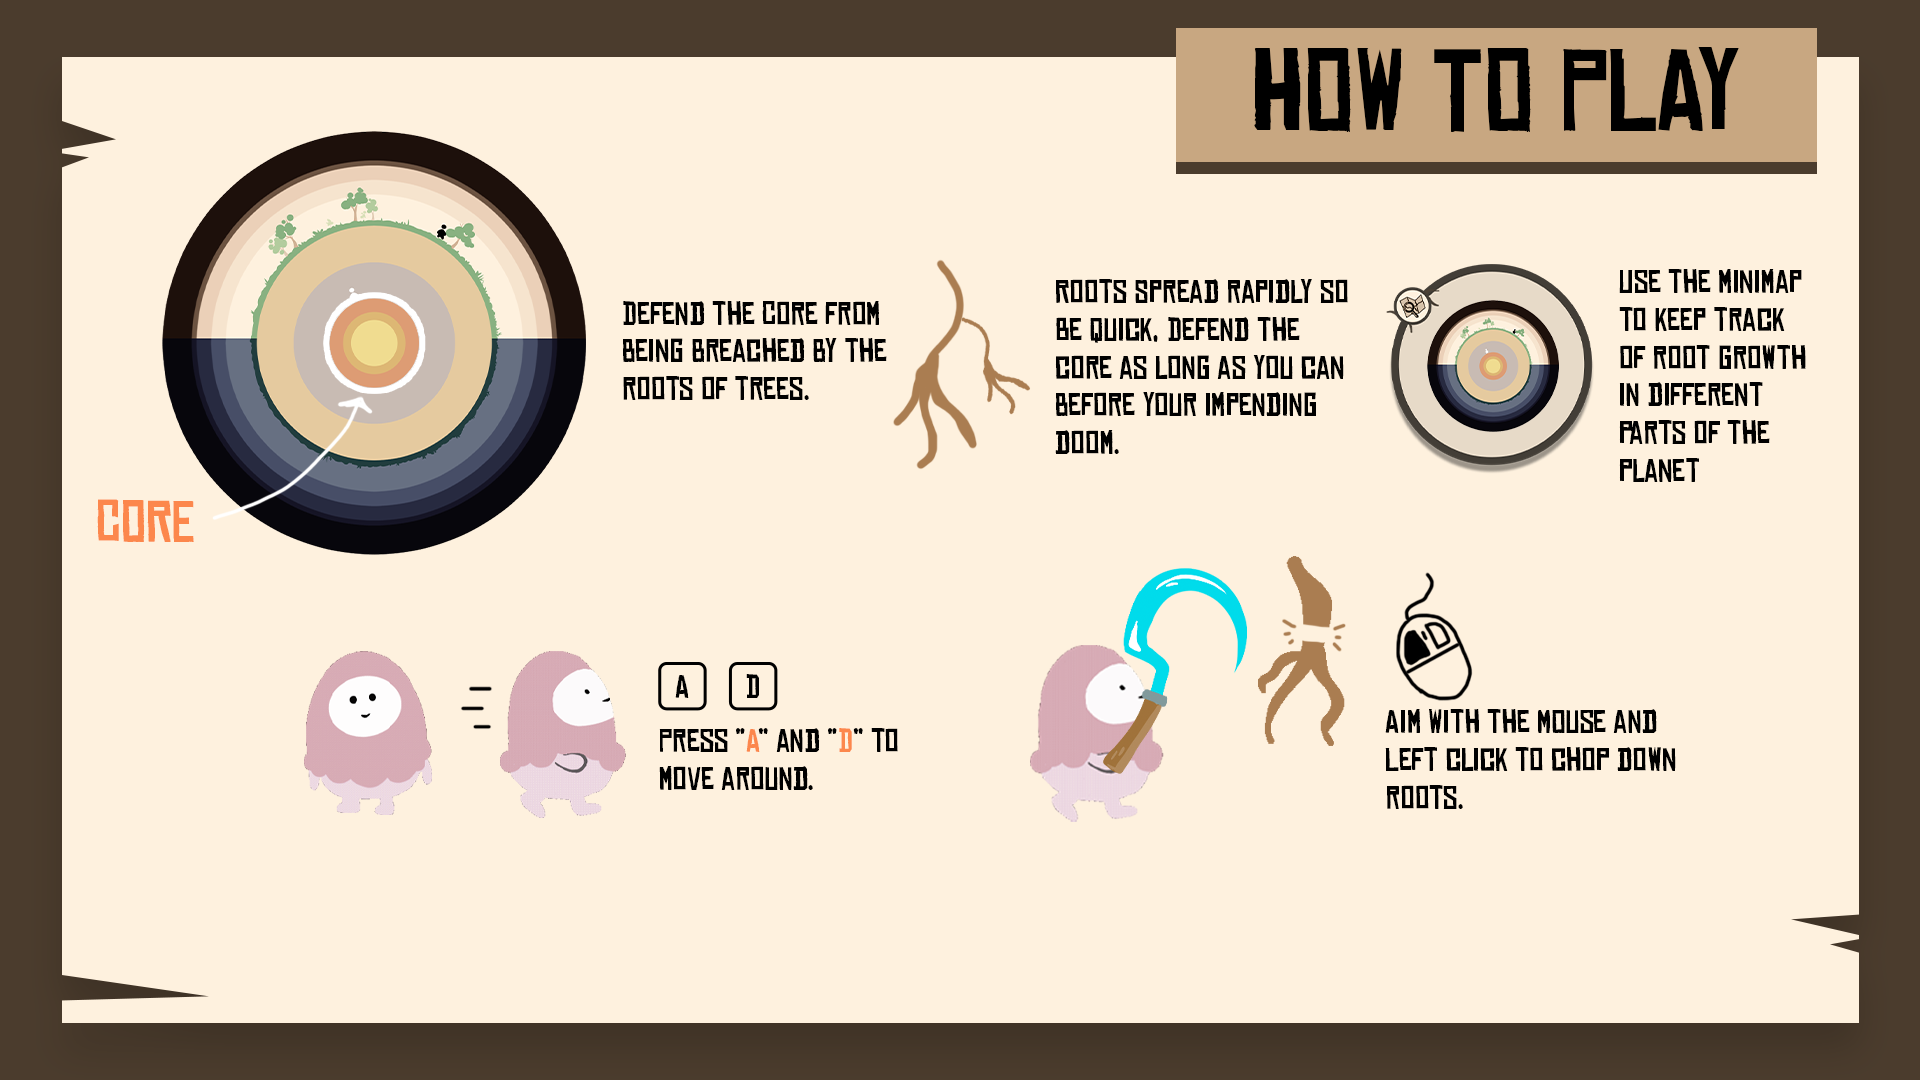 HOW TO PLAY
DEFEND THE CORE FROM
BEING BREACHED BY THE
ROOTS OF TREES.
ROOTS SPREAD RAPIDLY SO
BE QUICK. DEFEND THE
CORE AS LONG AS YOU CAN
BEFORE YOUR IMPENDING
DOOM.
USE THE MINIMAP
TO KEEP TRACK
OF ROOT GROWTH
IN DIFFERENT
PARTS OF THE
PLANET
CORE
A D
PRESS "A" AND "D" TO
MOVE AROUND.
AIM WITH THE MOUSE AND
LEFT CLICK TO CHOP DOWN
ROOTS.